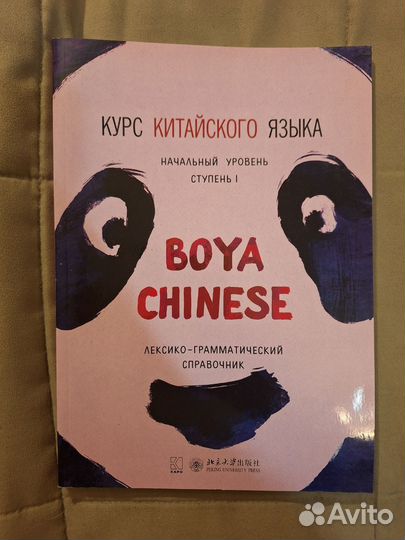 КУРС КИТАЙСКОГО ЯЗЫКА
НАЧАЛЬНЫЙ УРОВЕНЬ
СТУПЕНЬ I
BOYA
CHINESE
ЛЕКСИКО-ГРАММАТИЧЕСКИЙ
СПРАВОЧНИК
КАРО
北京大学出版社
PEKING UNIVERSITY PRESS
Avito